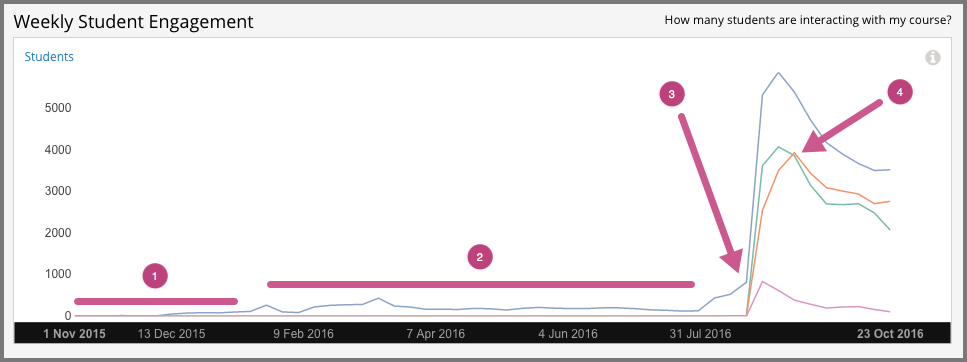 Weekly Student Engagement
How many students are interacting with my course?
Students
i
5000
4000
3000
2000
1000
0
1
2
3
4
1 Nov 2015 13 Dec 2015 9 Feb 2016 7 Apr 2016 4 Jun 2016 31 Jul 2016 23 Oct 2016